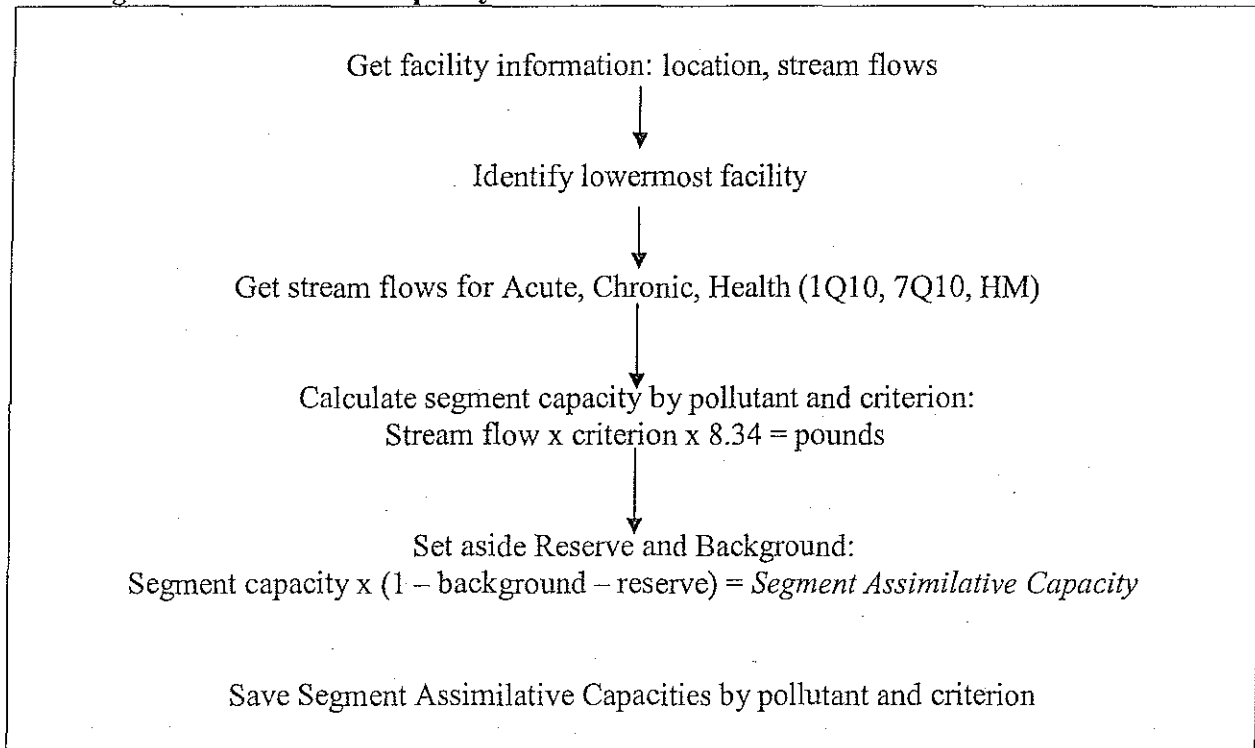 Get facility information: location, stream flows
Identify lowermost facility
Get stream flows for Acute, Chronic, Health (1Q10, 7Q10, HM)
Calculate segment capacity by pollutant and criterion:
Stream flow x criterion x 8.34 = pounds
Set aside Reserve and Background:
Segment capacity x (1 – background – reserve) = Segment Assimilative Capacity
Save Segment Assimilative Capacities by pollutant and criterion